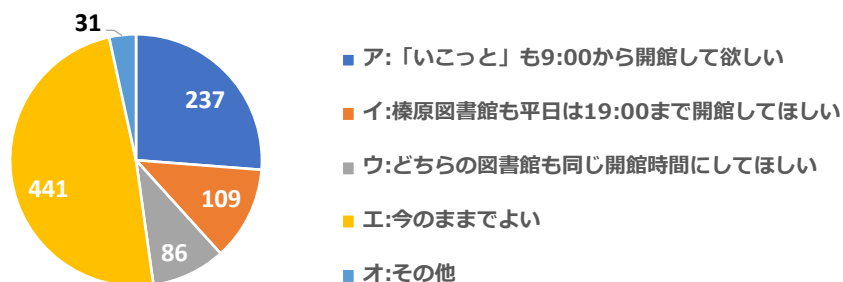 31
237
441
109
86
ア:「いこっと」も9:00から開館して欲しい
イ:榛原図書館も平日は19:00まで開館してほしい
ウ:どちらの図書館も同じ開館時間にしてほしい
エ:今のままでよい
オ:その他